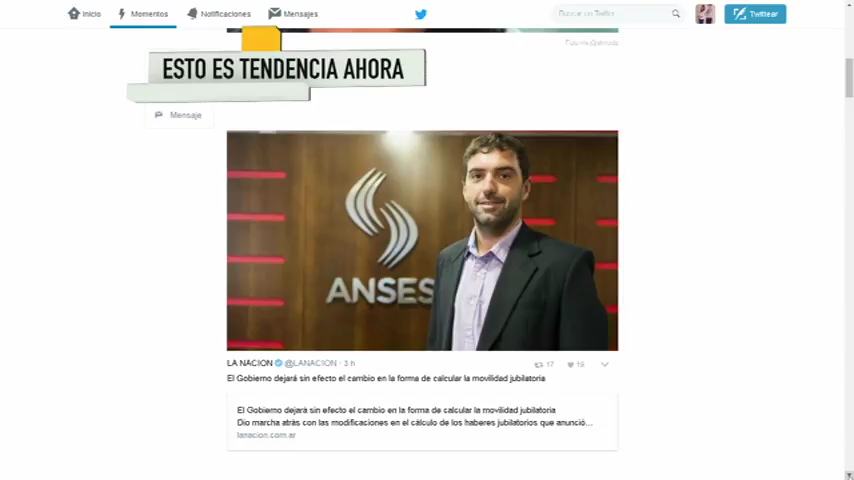 Inicio
Momentos
Notificaciones
Mensajes
Buscar en Twitter
Twittear
ESTO ES TENDENCIA AHORA
Mensaje
ANSES
LA NACION @LANACION · 3 h
17
El Gobierno dejará sin efecto el cambio en la forma de calcular la movilidad jubilatoria
El Gobierno dejará sin efecto el cambio en la forma de calcular la movilidad jubilatoria
Dio marcha atrás con las modificaciones en el cálculo de los haberes jubilatorios que anunció...
lanacion.com.ar